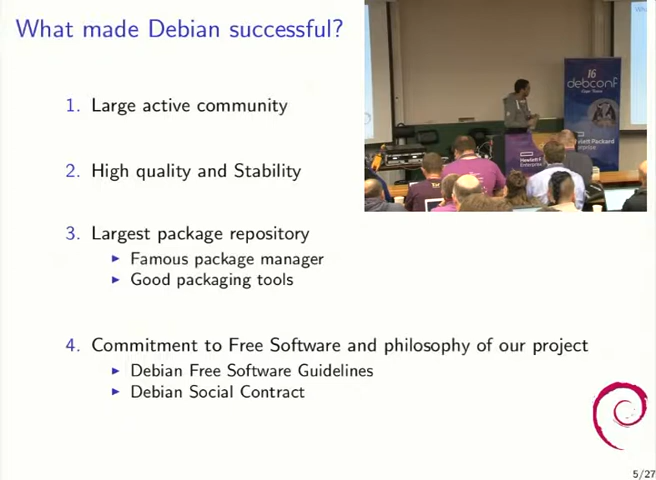 What made Debian successful?
1. Large active community
2. High quality and Stability
3. Largest package repository
▶ Famous package manager
▶ Good packaging tools
4. Commitment to Free Software and philosophy of our project
▶ Debian Free Software Guidelines
▶ Debian Social Contract
16
debconf
Hewlett Packard
Enterprise
5/27